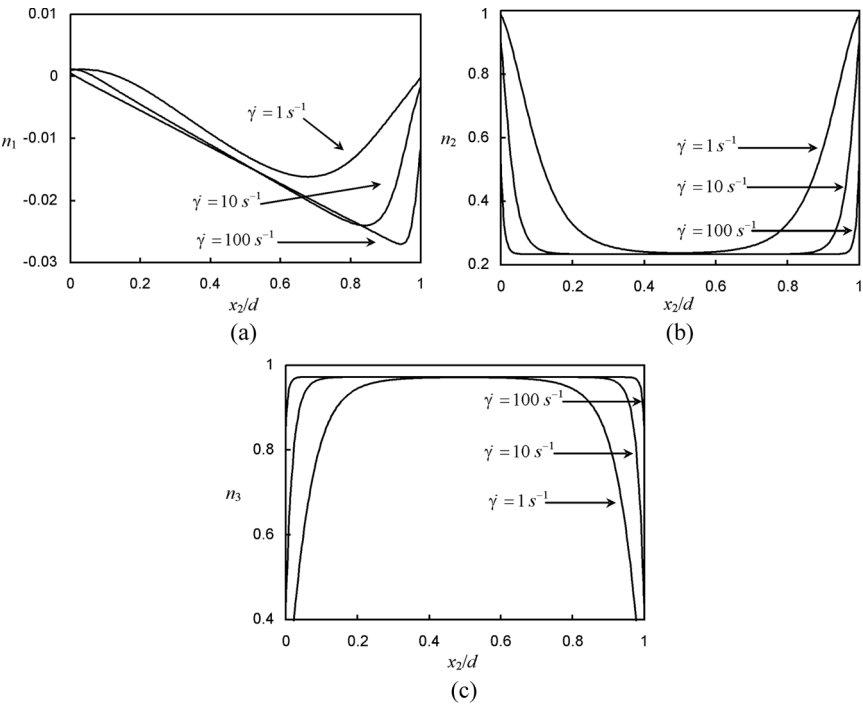 0.01
0
-0.01
-0.02
-0.03
n₁
γ̇ = 1 s⁻¹
γ̇ = 10 s⁻¹
γ̇ = 100 s⁻¹
0 0.2 0.4 0.6 0.8 1
x₂/d
(a)
1
0.8
0.6
0.4
0.2
n₂
γ̇ = 1 s⁻¹
γ̇ = 10 s⁻¹
γ̇ = 100 s⁻¹
0 0.2 0.4 0.6 0.8 1
x₂/d
(b)
1
0.8
0.6
0.4
n₃
γ̇ = 100 s⁻¹
γ̇ = 10 s⁻¹
γ̇ = 1 s⁻¹
0 0.2 0.4 0.6 0.8 1
x₂/d
(c)